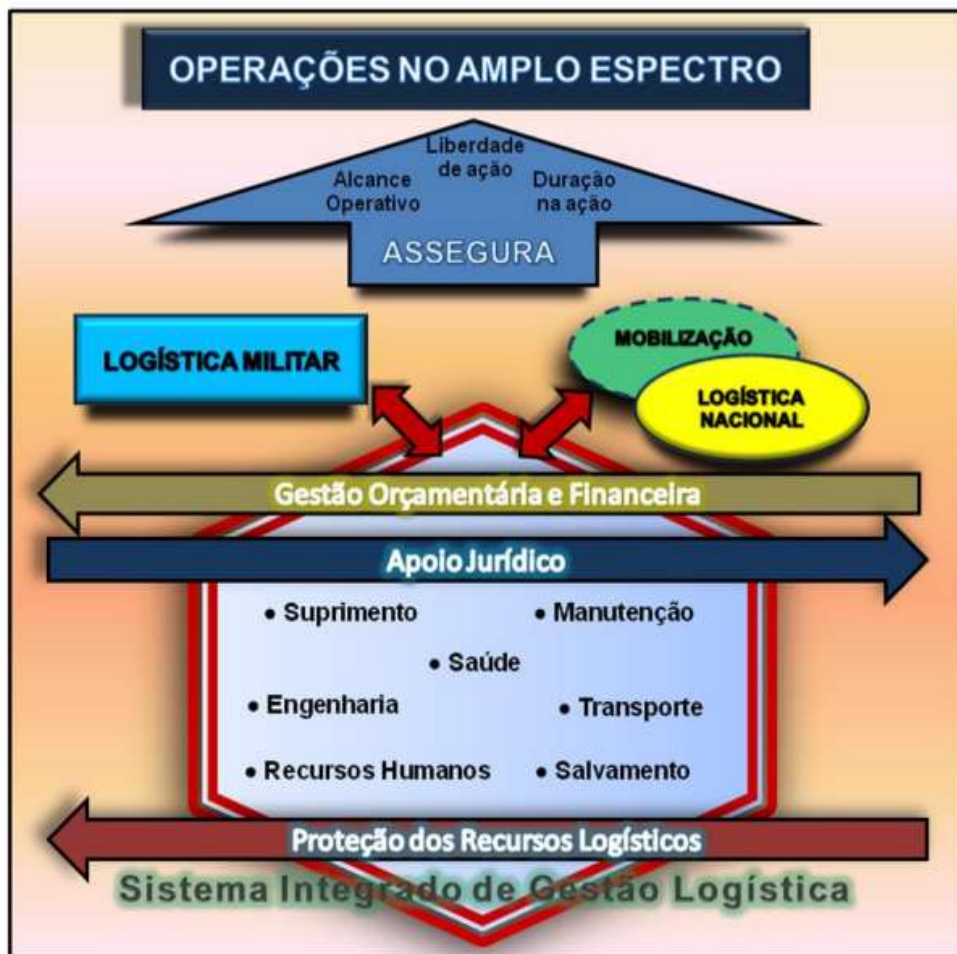 OPERAÇÕES NO AMPLO ESPECTRO
Liberdade
de ação
Alcance
Operativo
Duração
na ação
ASSEGURA
LOGÍSTICA MILITAR
MOBILIZAÇÃO
LOGÍSTICA
NACIONAL
Gestão Orçamentária e Financeira
Apoio Jurídico
• Suprimento
• Manutenção
• Saúde
• Engenharia
• Transporte
• Recursos Humanos
• Salvamento
Proteção dos Recursos Logísticos
Sistema Integrado de Gestão Logística